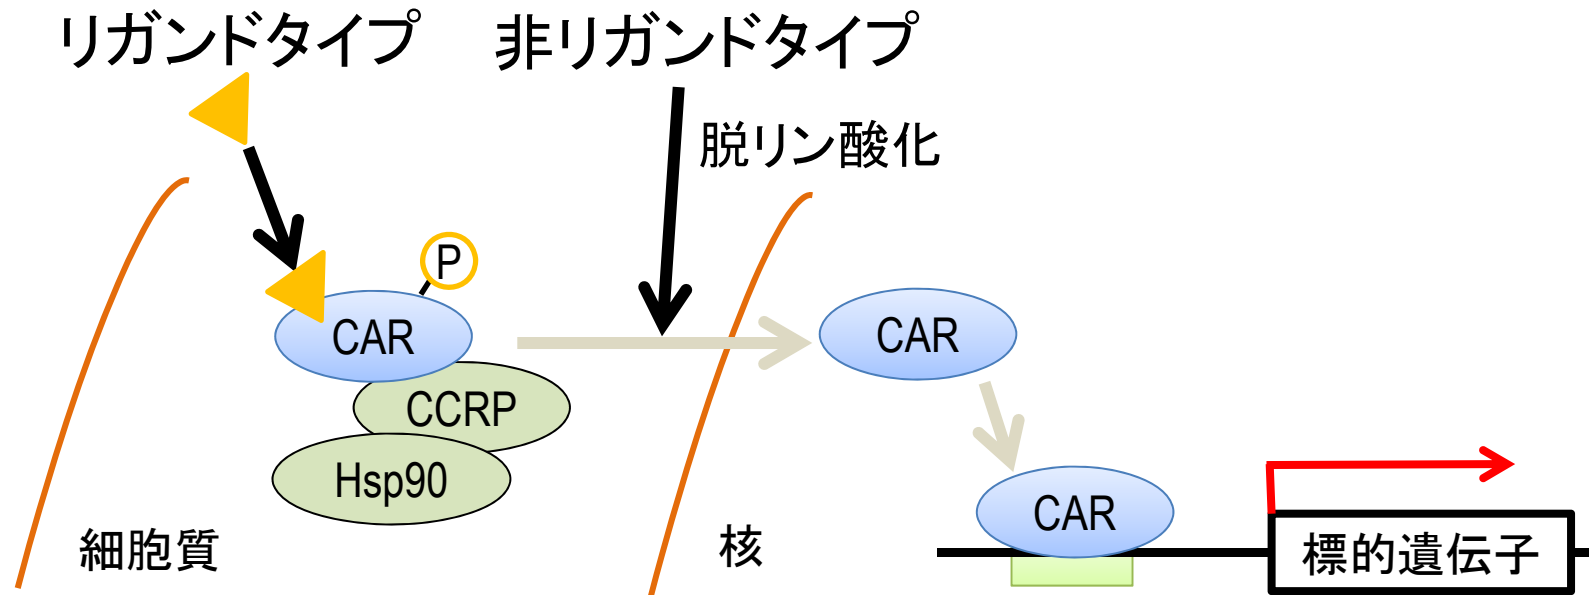 リガンドタイプ
非リガンドタイプ
脱リン酸化
P
CAR
CAR
CCRP
Hsp90
CAR
細胞質
核
標的遺伝子